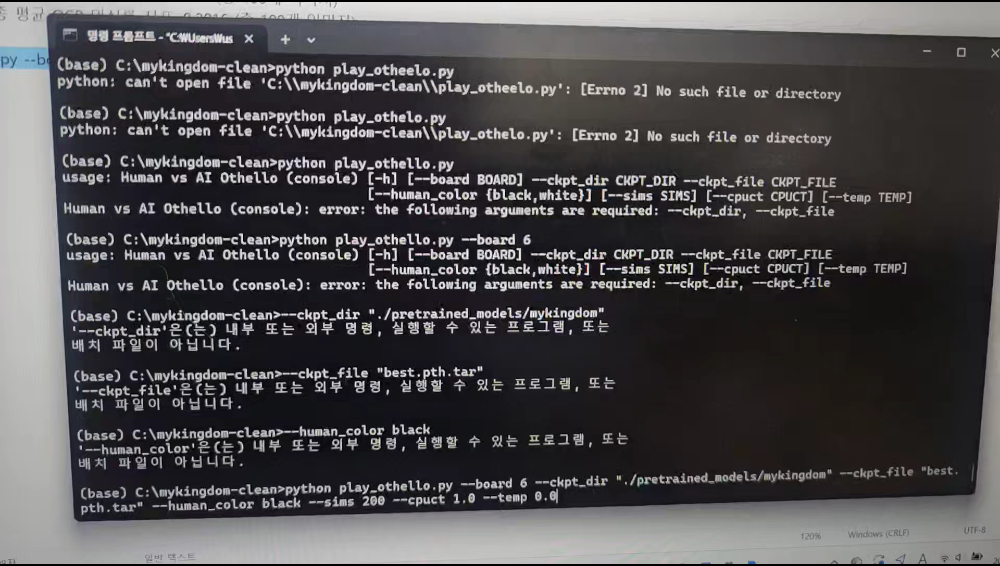 명령 프롬프트 - "C:\Users\us
(base) C:\mykingdom-clean>python play_otheelo.py
python: can't open file 'C:\\mykingdom-clean\\play_otheelo.py': [Errno 2] No such file or directory
(base) C:\mykingdom-clean>python play_othelo.py
python: can't open file 'C:\\mykingdom-clean\\play_othelo.py': [Errno 2] No such file or directory
(base) C:\mykingdom-clean>python play_othello.py
usage: Human vs AI Othello (console) [-h] [--board BOARD] --ckpt_dir CKPT_DIR --ckpt_file CKPT_FILE
[--human_color {black,white}] [--sims SIMS] [--cpuct CPUCT] [--temp TEMP]
Human vs AI Othello (console): error: the following arguments are required: --ckpt_dir, --ckpt_file
(base) C:\mykingdom-clean>python play_othello.py --board 6
usage: Human vs AI Othello (console) [-h] [--board BOARD] --ckpt_dir CKPT_DIR --ckpt_file CKPT_FILE
[--human_color {black,white}] [--sims SIMS] [--cpuct CPUCT] [--temp TEMP]
Human vs AI Othello (console): error: the following arguments are required: --ckpt_dir, --ckpt_file
(base) C:\mykingdom-clean>--ckpt_dir "./pretrained_models/mykingdom"
'--ckpt_dir'은(는) 내부 또는 외부 명령, 실행할 수 있는 프로그램, 또는
배치 파일이 아닙니다.
(base) C:\mykingdom-clean>--ckpt_file "best.pth.tar"
'--ckpt_file'은(는) 내부 또는 외부 명령, 실행할 수 있는 프로그램, 또는
배치 파일이 아닙니다.
(base) C:\mykingdom-clean>--human_color black
'--human_color'은(는) 내부 또는 외부 명령, 실행할 수 있는 프로그램, 또는
배치 파일이 아닙니다.
(base) C:\mykingdom-clean>python play_othello.py --board 6 --ckpt_dir "./pretrained_models/mykingdom" --ckpt_file "best.
pth.tar" --human_color black --sims 200 --cpuct 1.0 --temp 0.0
평균
py --b
120% Windows (CRLF) UTF-8
일반 텍스트
A